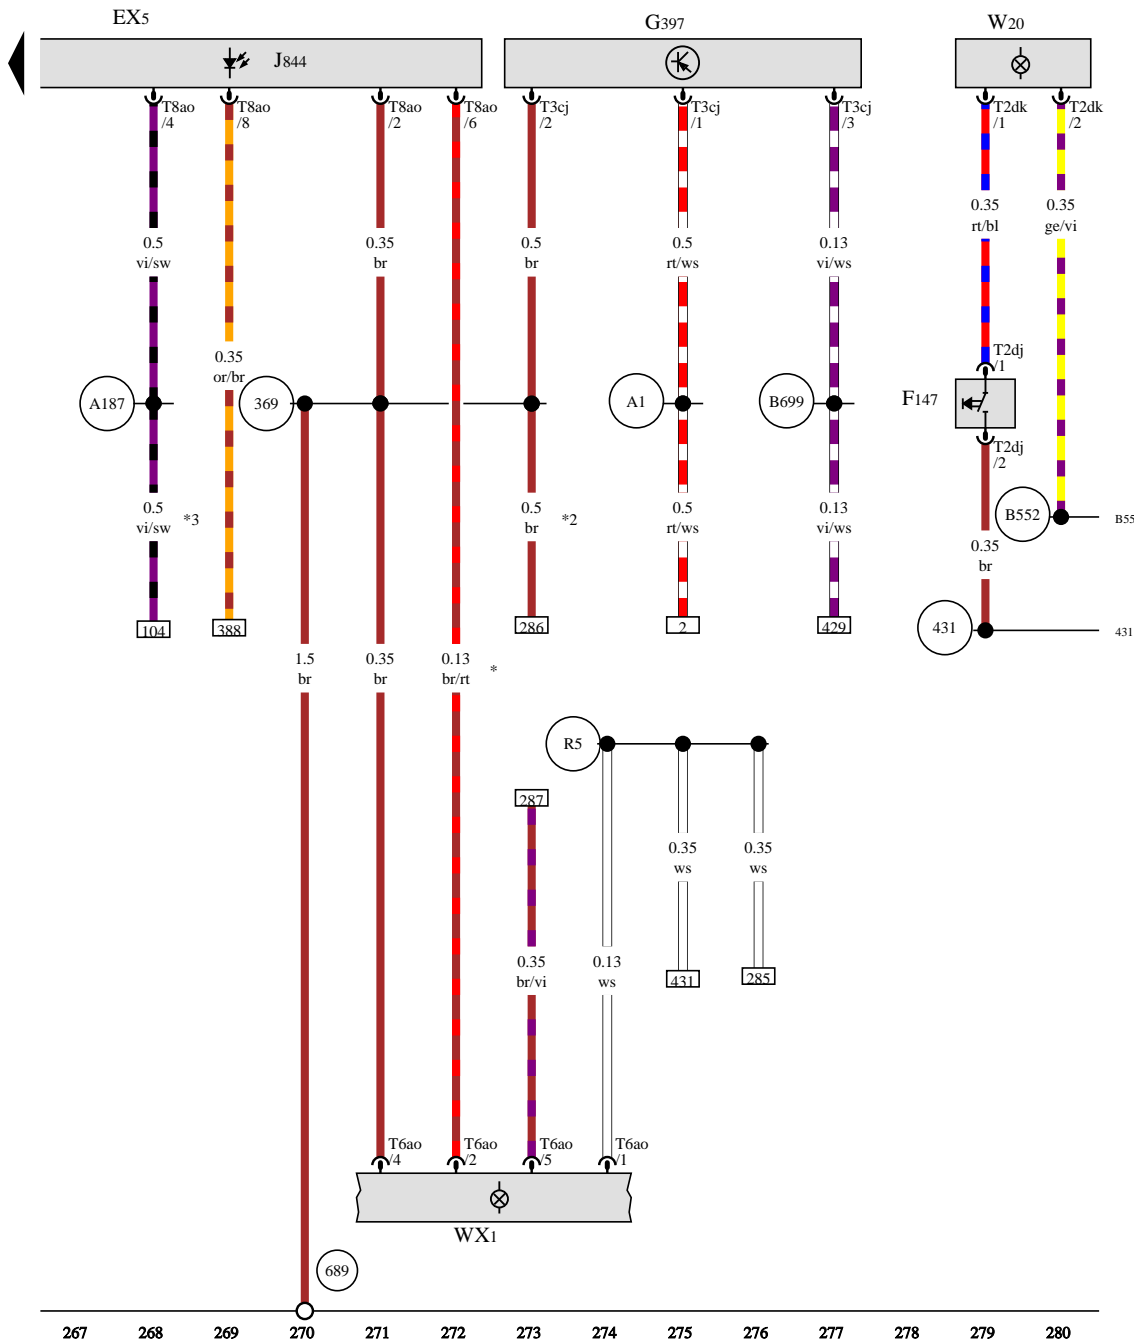 EX5
G397
W20
J844
T8ao
/4
T8ao
/8
T8ao
/2
T8ao
/6
T3cj
/2
T3cj
/1
T3cj
/3
T2dk
/1
T2dk
/2
0.35
rt/bl
0.35
ge/vi
0.5
vi/sw
0.35
br
0.5
br
0.5
rt/ws
0.13
vi/ws
0.35
or/br
T2dj
/1
A187
369
A1
B699
F147
T2dj
/2
0.5
vi/sw
*3
0.5
br
*2
0.5
rt/ws
0.13
vi/ws
B552
B55
0.35
br
104
388
286
2
429
431
431
1.5
br
0.35
br
0.13
br/rt
*
R5
287
0.35
ws
0.35
ws
0.35
br/vi
0.13
ws
431
285
T6ao
/4
T6ao
/2
T6ao
/5
T6ao
/1
WX1
689
267 268 269 270 271 272 273 274 275 276 277 278 279 280